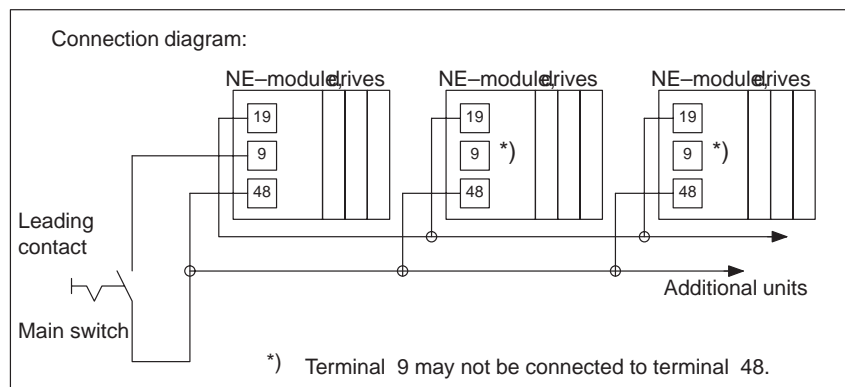 Connection diagram:
NE–module, drives NE–module, drives NE–module, drives
19 19 19
9 9 *) 9 *)
48 48 48
Leading
contact
Additional units
Main switch
*) Terminal 9 may not be connected to terminal 48.